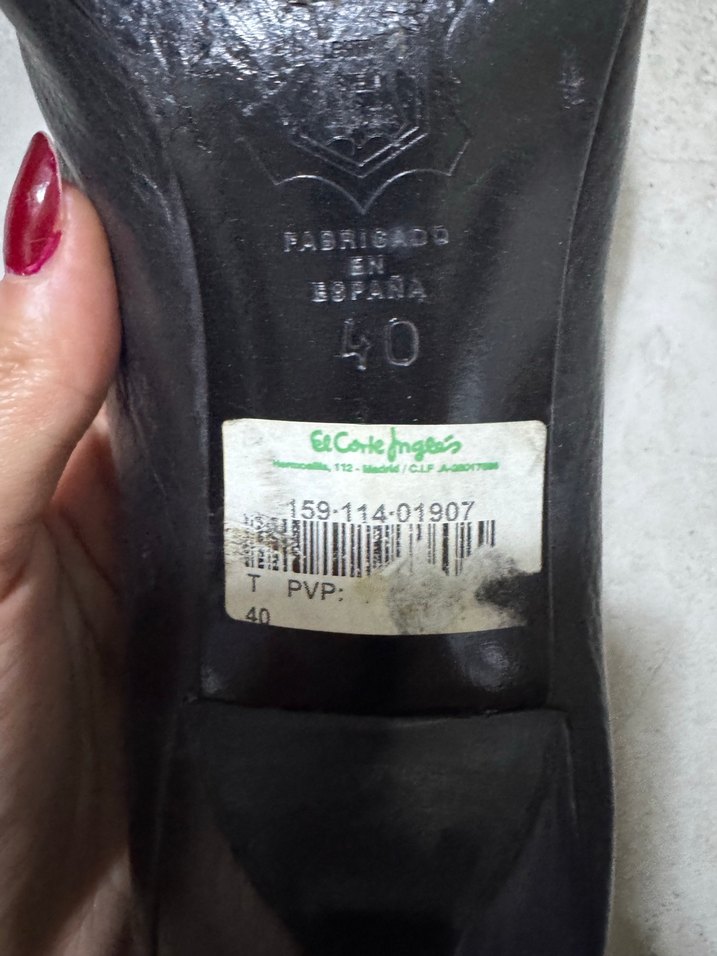 FABRICADO
EN
ESPAÑA
40
El Corte Inglés
Hermosilla, 112 - Madrid / C.I.F. A-28017895
159-114-01907
T PVP:
40